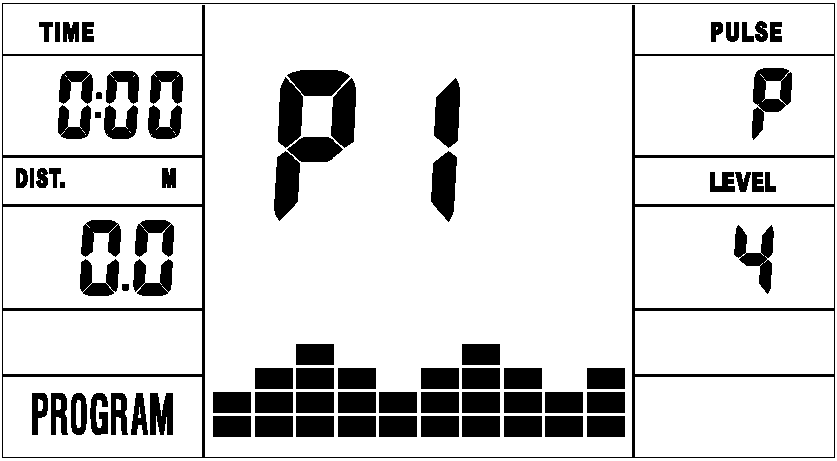 TIME
0:00
DIST. M
0.0
PROGRAM
P1
PULSE
P
LEVEL
4